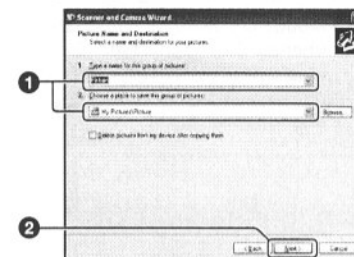 Scanner and Camera Wizard
Picture Name and Destination
Select a name and destination for your pictures.
1. Type a name for this group of pictures:
Picture
2. Choose a place to save this group of pictures:
My Pictures\Picture
Browse...
Delete pictures from my device after copying them
< Back
Next >
Cancel
1
2